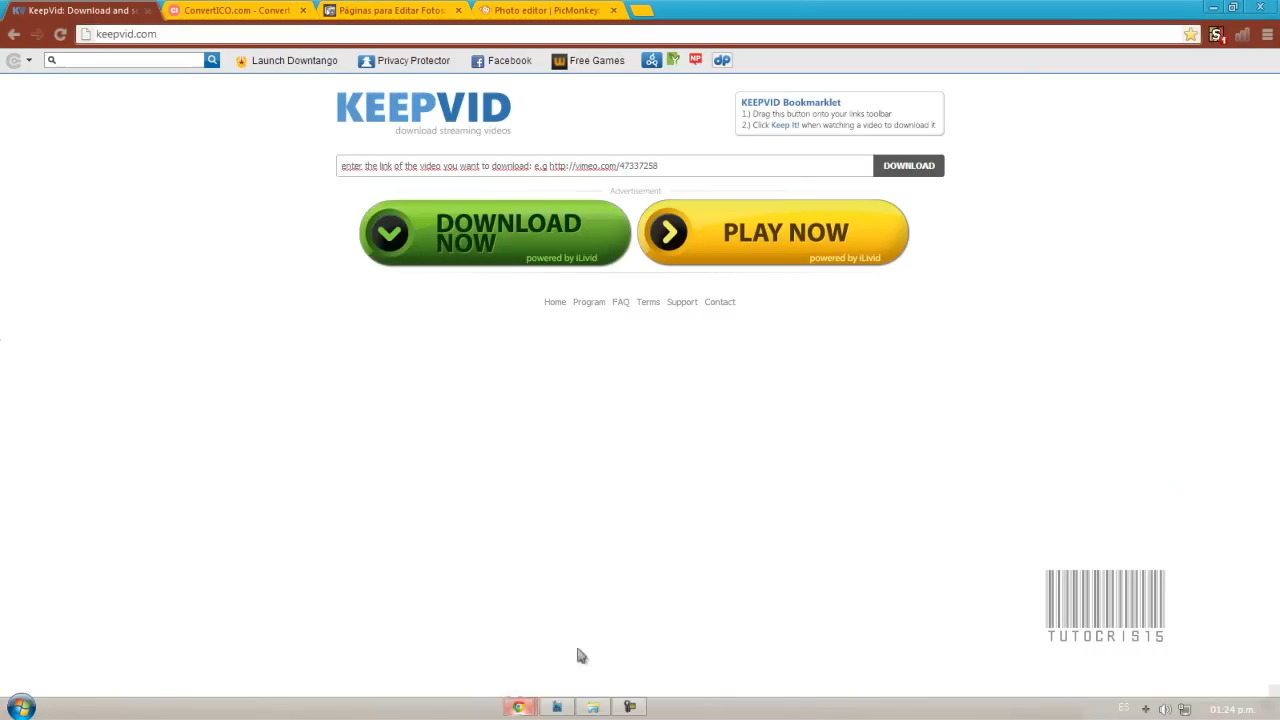 KeepVid: Download and s
ConvertICO.com - Convert
Páginas para Editar Fotos
Photo editor | PicMonkey
keepvid.com
Launch Downtango
Privacy Protector
Facebook
Free Games
KEEPVID
download streaming videos
KEEPVID Bookmarklet
1.) Drag this button onto your links toolbar
2.) Click Keep It! when watching a video to download it
enter the link of the video you want to download: e.g http://vimeo.com/47337258
DOWNLOAD
Advertisement
DOWNLOAD
NOW
powered by iLivid
PLAY NOW
powered by iLivid
Home Program FAQ Terms Support Contact
TUTOCRIS15
ES
01:24 p.m.